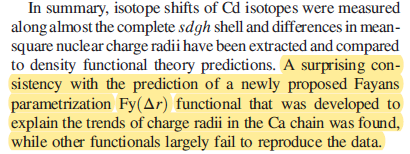 In summary, isotope shifts of Cd isotopes were measured
along almost the complete sdgh shell and differences in mean-
square nuclear charge radii have been extracted and compared
to density functional theory predictions. A surprising con-
sistency with the prediction of a newly proposed Fayans
parametrization Fy(Δr) functional that was developed to
explain the trends of charge radii in the Ca chain was found,
while other functionals largely fail to reproduce the data.